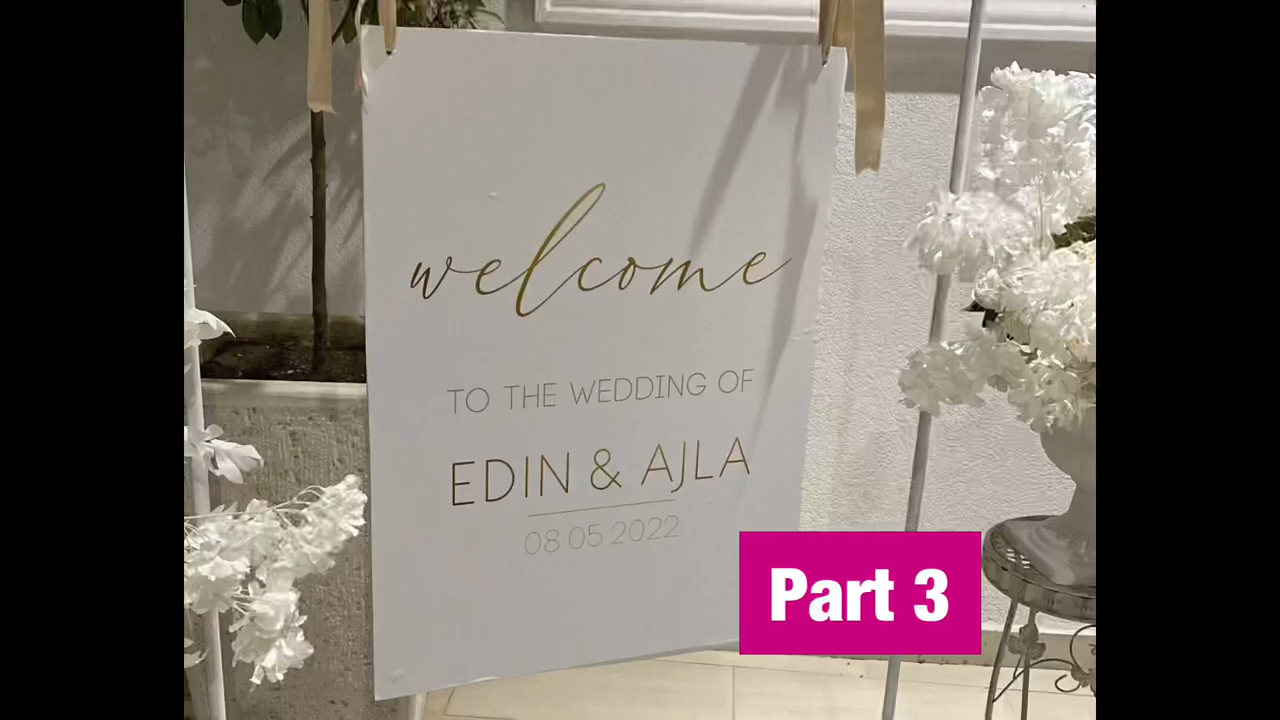 welcome
TO THE WEDDING OF
EDIN & AJLA
08.05.2022
Part 3